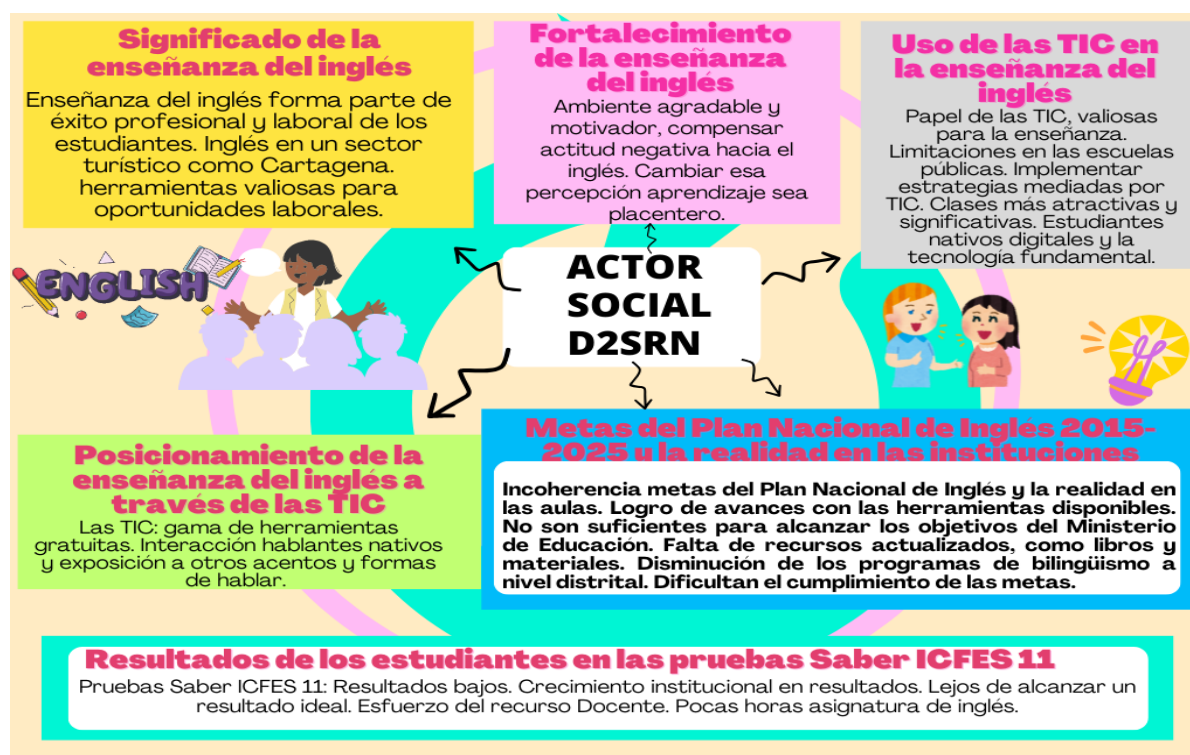 Significado de la
enseñanza del inglés
Enseñanza del inglés forma parte de
éxito profesional y laboral de los
estudiantes. Inglés en un sector
turístico como Cartagena.
herramientas valiosas para
oportunidades laborales.
Fortalecimiento
de la enseñanza
del inglés
Ambiente agradable y
motivador, compensar
actitud negativa hacia el
inglés. Cambiar esa
percepción aprendizaje sea
placentero.
Uso de las TIC en
la enseñanza del
inglés
Papel de las TIC, valiosas
para la enseñanza.
Limitaciones en las escuelas
públicas. Implementar
estrategias mediadas por
TIC. Clases más atractivas y
significativas. Estudiantes
nativos digitales y la
tecnología fundamental.
ENGLISH
ACTOR
SOCIAL
D2SRN
Posicionamiento de la
enseñanza del inglés a
través de las TIC
Las TIC: gama de herramientas
gratuitas. Interacción hablantes nativos
y exposición a otros acentos y formas
de hablar.
Metas del Plan Nacional de Inglés 2015-
2025 y la realidad en las instituciones
Incoherencia metas del Plan Nacional de Inglés y la realidad en
las aulas. Logro de avances con las herramientas disponibles.
No son suficientes para alcanzar los objetivos del Ministerio
de Educación. Falta de recursos actualizados, como libros y
materiales. Disminución de los programas de bilingüismo a
nivel distrital. Dificultan el cumplimiento de las metas.
Resultados de los estudiantes en las pruebas Saber ICFES 11
Pruebas Saber ICFES 11: Resultados bajos. Crecimiento institucional en resultados. Lejos de alcanzar un
resultado ideal. Esfuerzo del recurso Docente. Pocas horas asignatura de inglés.